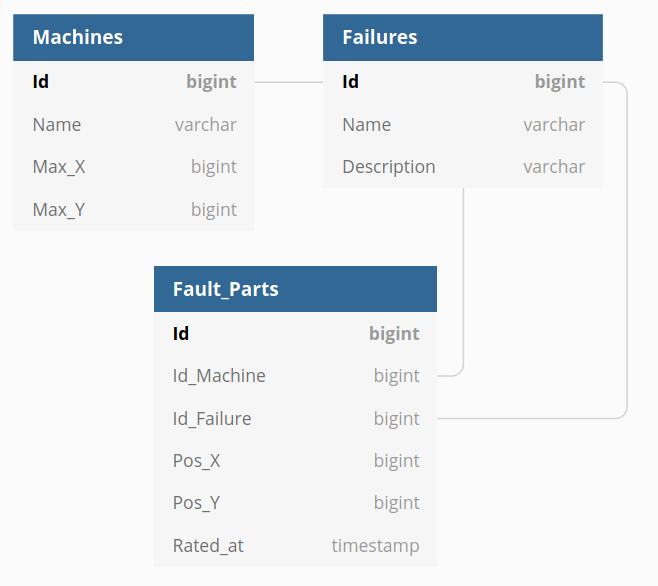 Machines
Id bigint
Name varchar
Max_X bigint
Max_Y bigint
Failures
Id bigint
Name varchar
Description varchar
Fault_Parts
Id bigint
Id_Machine bigint
Id_Failure bigint
Pos_X bigint
Pos_Y bigint
Rated_at timestamp